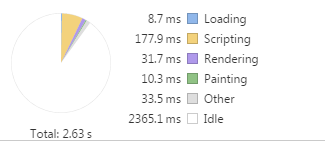 8.7 ms Loading
177.9 ms Scripting
31.7 ms Rendering
10.3 ms Painting
33.5 ms Other
2365.1 ms Idle
Total: 2.63 s